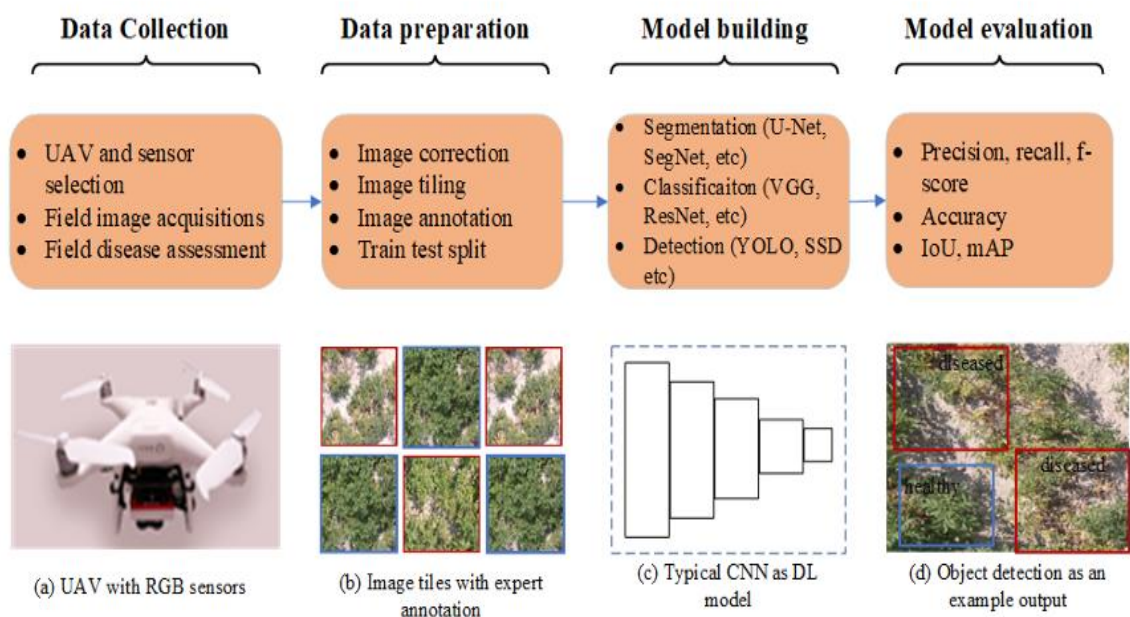 Data Collection
Data preparation
Model building
Model evaluation
• UAV and sensor
selection
• Field image acquisitions
• Field disease assessment
• Image correction
• Image tiling
• Image annotation
• Train test split
• Segmentation (U-Net,
SegNet, etc)
• Classificaiton (VGG,
ResNet, etc)
• Detection (YOLO, SSD
etc)
• Precision, recall, f-
score
• Accuracy
• IoU, mAP
diseased
diseased
healthy
(a) UAV with RGB sensors
(b) Image tiles with expert
annotation
(c) Typical CNN as DL
model
(d) Object detection as an
example output